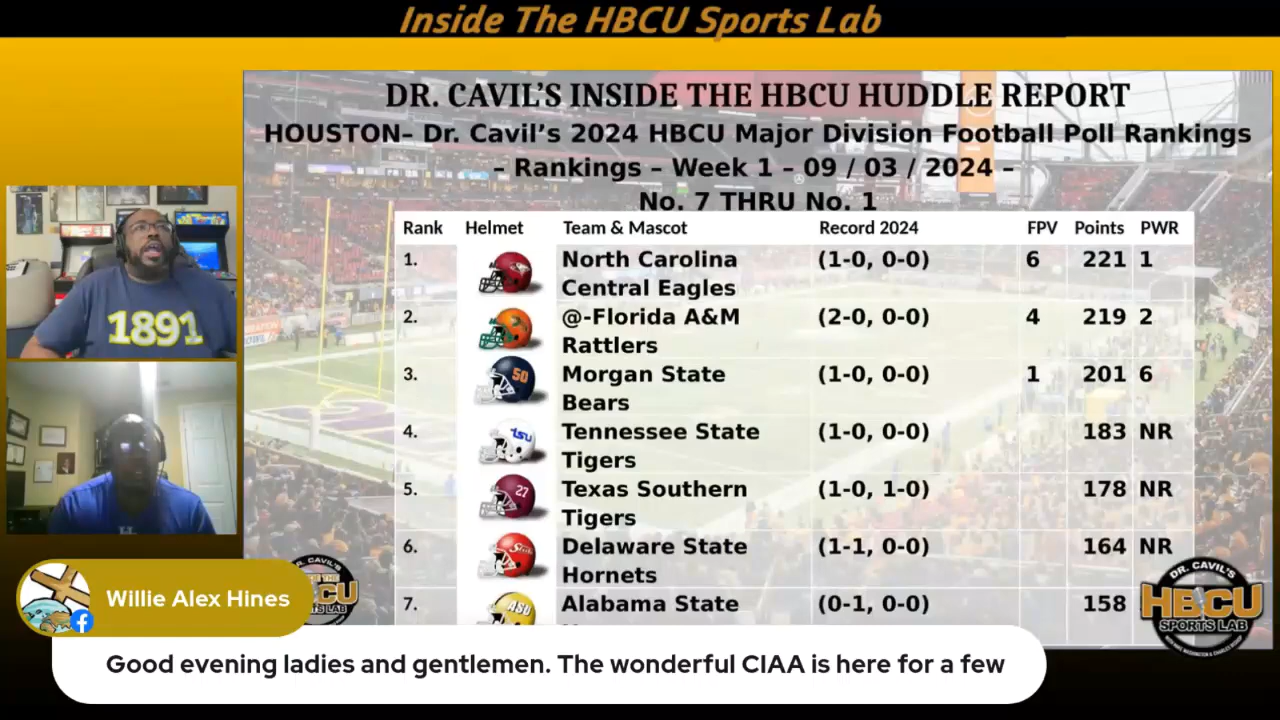 Inside The HBCU Sports Lab
DR. CAVIL'S INSIDE THE HBCU HUDDLE REPORT
HOUSTON– Dr. Cavil's 2024 HBCU Major Division Football Poll Rankings
– Rankings – Week 1 – 09 / 03 / 2024 –
No. 7 THRU No. 1
Rank Helmet Team & Mascot Record 2024 FPV Points PWR
1. North Carolina (1-0, 0-0) 6 221 1
Central Eagles
2. @-Florida A&M (2-0, 0-0) 4 219 2
Rattlers
3. 50 Morgan State (1-0, 0-0) 1 201 6
Bears
4. TSU Tennessee State (1-0, 0-0) 183 NR
Tigers
5. 27 Texas Southern (1-0, 1-0) 178 NR
Tigers
6. State Delaware State (1-1, 0-0) 164 NR
Hornets
7. ASU Alabama State (0-1, 0-0) 158
1891
DR. CAVIL'S
HBCU
SPORTS LAB
Willie Alex Hines
Good evening ladies and gentlemen. The wonderful CIAA is here for a few